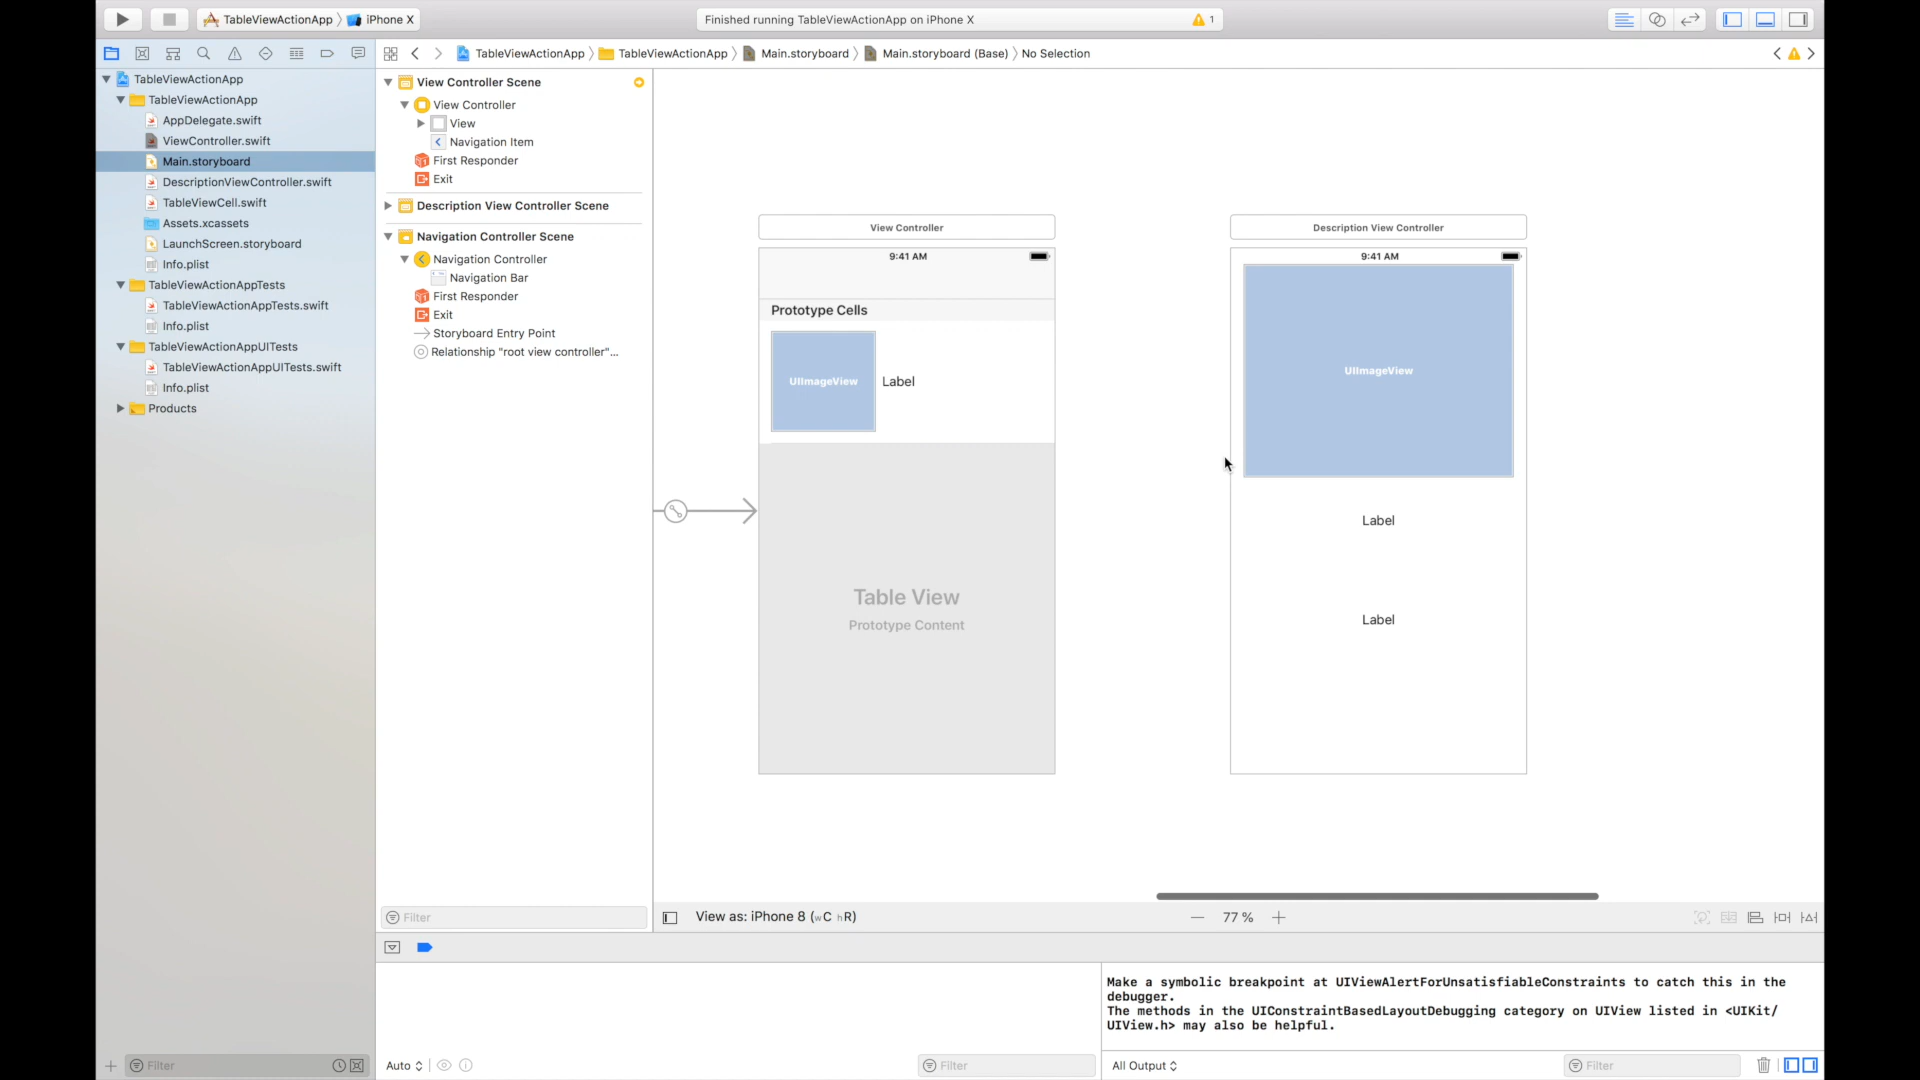 TableViewActionApp
iPhone X
Finished running TableViewActionApp on iPhone X
1
TableViewActionApp
TableViewActionApp
Main.storyboard
Main.storyboard (Base)
No Selection
TableViewActionApp
TableViewActionApp
AppDelegate.swift
ViewController.swift
Main.storyboard
DescriptionViewController.swift
TableViewCell.swift
Assets.xcassets
LaunchScreen.storyboard
Info.plist
TableViewActionAppTests
TableViewActionAppTests.swift
Info.plist
TableViewActionAppUITests
TableViewActionAppUITests.swift
Info.plist
Products
Filter
View Controller Scene
View Controller
View
Navigation Item
First Responder
Exit
Description View Controller Scene
Navigation Controller Scene
Navigation Controller
Navigation Bar
First Responder
Exit
Storyboard Entry Point
Relationship "root view controller"...
Filter
View Controller
9:41 AM
Prototype Cells
UIImageView
Label
Table View
Prototype Content
Description View Controller
9:41 AM
UIImageView
Label
Label
View as: iPhone 8 (wC hR)
77 %
Auto
Filter
Make a symbolic breakpoint at UIViewAlertForUnsatisfiableConstraints to catch this in the
debugger.
The methods in the UIConstraintBasedLayoutDebugging category on UIView listed in <UIKit/
UIView.h> may also be helpful.
All Output
Filter